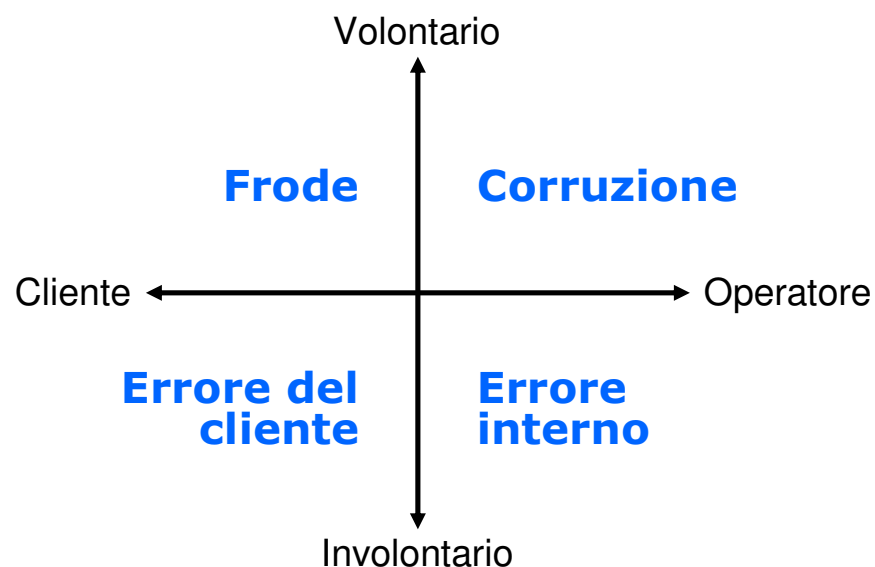 Volontario
Frode
Corruzione
Cliente
Operatore
Errore del
cliente
Errore
interno
Involontario